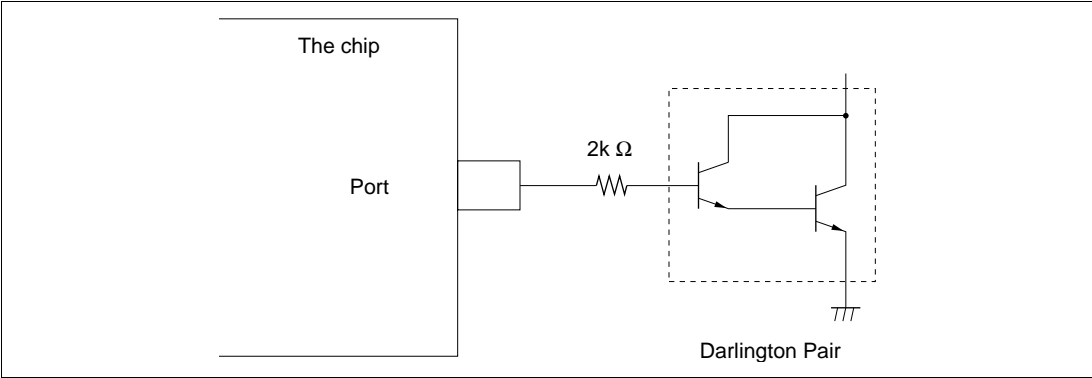 The chip
2k Ω
Port
Darlington Pair